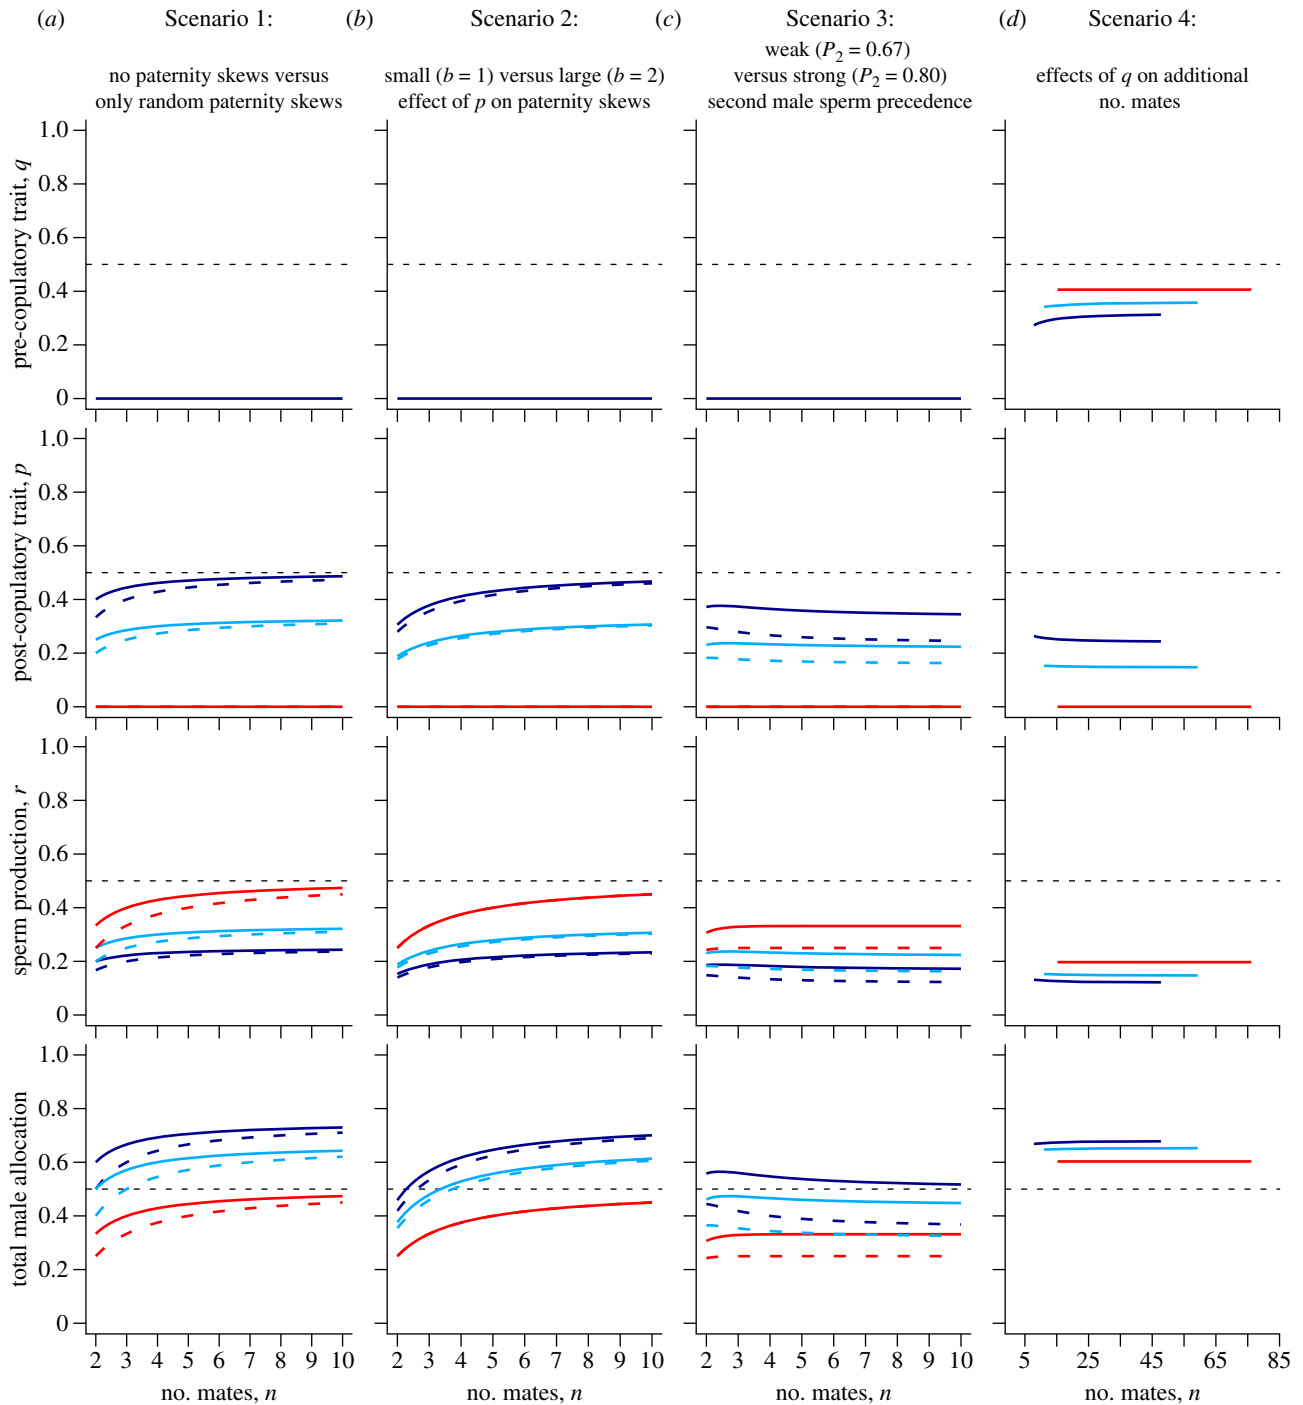 (a) Scenario 1:
no paternity skews versus
only random paternity skews
(b) Scenario 2:
small (b = 1) versus large (b = 2)
effect of p on paternity skews
(c) Scenario 3:
weak (P2 = 0.67)
versus strong (P2 = 0.80)
second male sperm precedence
(d) Scenario 4:
effects of q on additional
no. mates
pre-copulatory trait, q
1.0
0.8
0.6
0.4
0.2
0
post-copulatory trait, p
1.0
0.8
0.6
0.4
0.2
0
sperm production, r
1.0
0.8
0.6
0.4
0.2
0
total male allocation
1.0
0.8
0.6
0.4
0.2
0
2 3 4 5 6 7 8 9 10
no. mates, n
2 3 4 5 6 7 8 9 10
no. mates, n
2 3 4 5 6 7 8 9 10
no. mates, n
5 25 45 65 85
no. mates, n